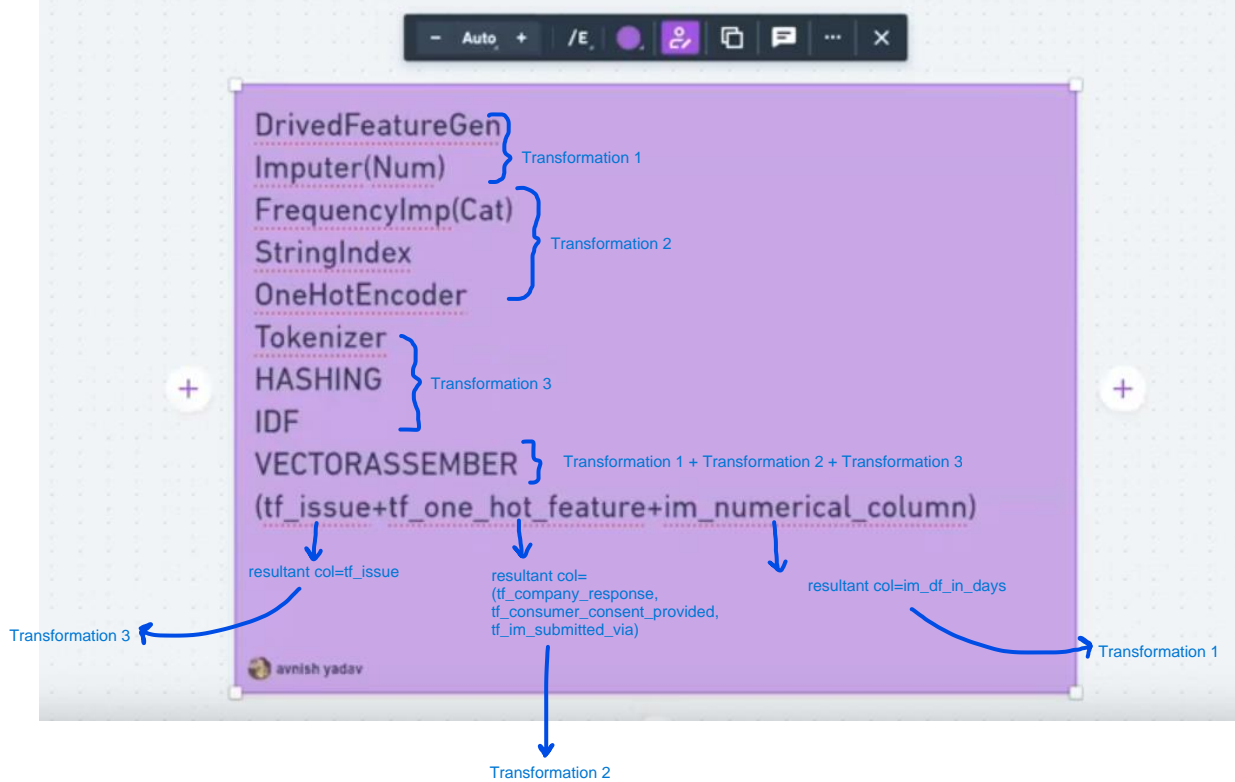 - Auto + /E ...
DrivedFeatureGen
Imputer(Num)
Transformation 1
FrequencyImp(Cat)
StringIndex
OneHotEncoder
Transformation 2
Tokenizer
HASHING
IDF
Transformation 3
VECTORASSEMBER
Transformation 1 + Transformation 2 + Transformation 3
(tf_issue+tf_one_hot_feature+im_numerical_column)
resultant col=tf_issue
Transformation 3
resultant col=
(tf_company_response,
tf_consumer_consent_provided,
tf_im_submitted_via)
Transformation 2
resultant col=im_df_in_days
Transformation 1
avnish yadav